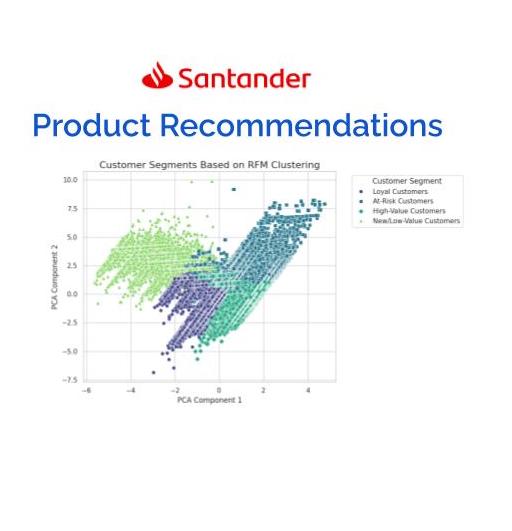 Santander
Product Recommendations
Customer Segments Based on RFM Clustering
Customer Segment
Loyal Customers
At-Risk Customers
High-Value Customers
New/Low-Value Customers
10.0
7.5
5.0
2.5
0.0
−2.5
−5.0
−7.5
PCA Component 2
−6 −4 −2 0 2 4
PCA Component 1